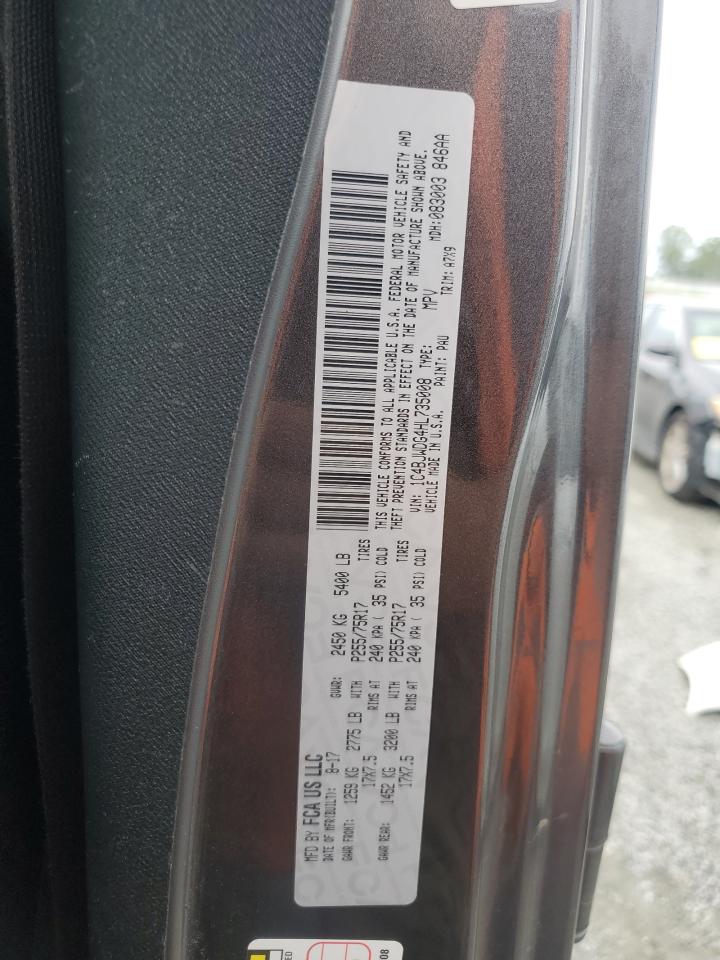 MFD BY FCA US LLC
DATE OF MFR(BUILT): 8-17 GVWR: 2450 KG 5400 LB
GAWR FRONT: 1259 KG 2775 LB WITH P255/75R17 TIRES
17X7.5 RIMS AT 240 KPA ( 35 PSI) COLD
GAWR REAR: 1452 KG 3200 LB WITH P255/75R17 TIRES
17X7.5 RIMS AT 240 KPA ( 35 PSI) COLD
THIS VEHICLE CONFORMS TO ALL APPLICABLE U.S.A. FEDERAL MOTOR VEHICLE SAFETY AND
THEFT PREVENTION STANDARDS IN EFFECT ON THE DATE OF MANUFACTURE SHOWN ABOVE.
VIN: 1C4BJWDG4HL735008 TYPE: MPV MDH:083003 846AA
VEHICLE MADE IN U.S.A. PAINT: PAU TRIM: A7X9